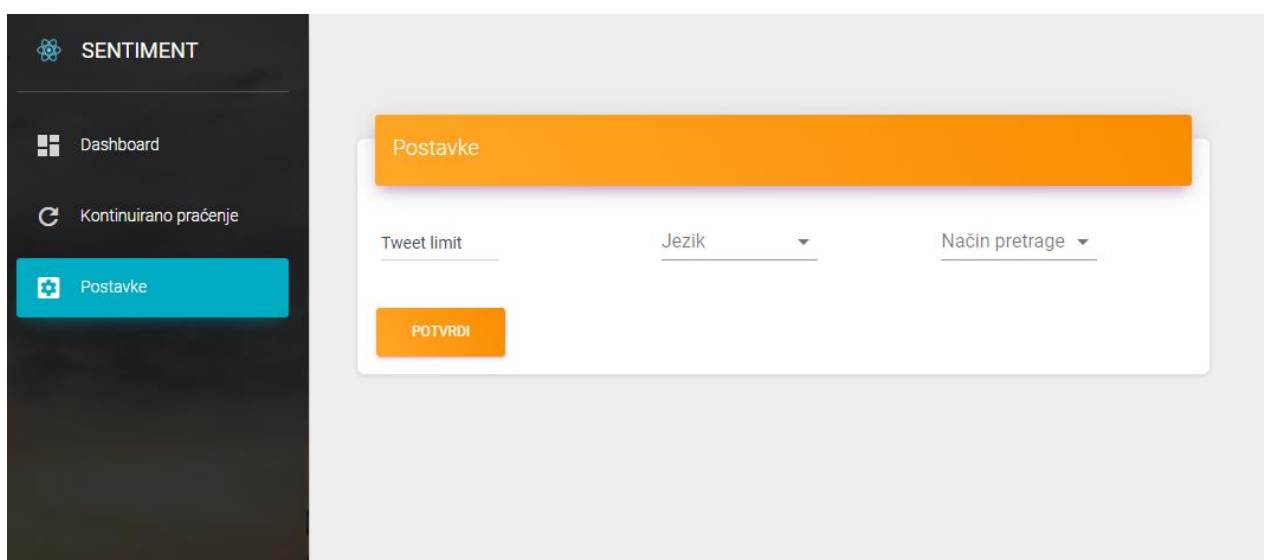 SENTIMENT
Dashboard
Kontinuirano praćenje
Postavke
Postavke
Tweet limit
Jezik
Način pretrage
POTVRDI